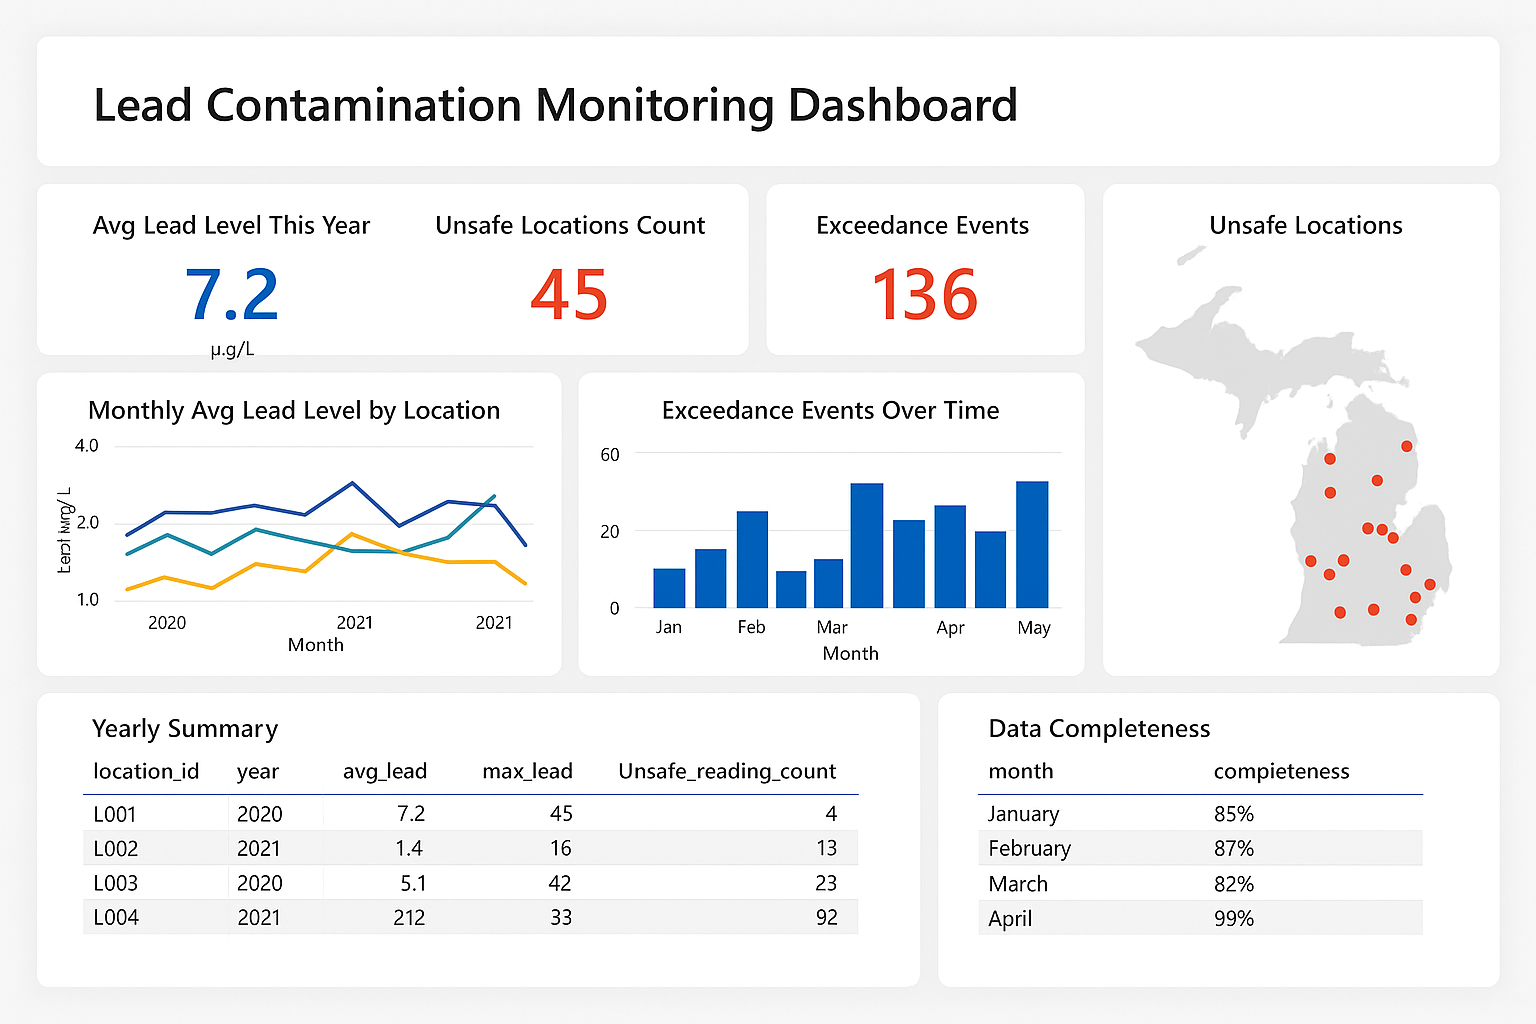 Lead Contamination Monitoring Dashboard
Avg Lead Level This Year
7.2
µ.g/L
Unsafe Locations Count
45
Exceedance Events
136
Unsafe Locations
Monthly Avg Lead Level by Location
4.0
2.0
1.0
2020 2021 2021
Month
Exceedance Events Over Time
60
20
0
Jan Feb Mar Apr May
Month
Yearly Summary
location_id year avg_lead max_lead Unsafe_reading_count
L001 2020 7.2 45 4
L002 2021 1.4 16 13
L003 2020 5.1 42 23
L004 2021 212 33 92
Data Completeness
month compieteness
January 85%
February 87%
March 82%
April 99%